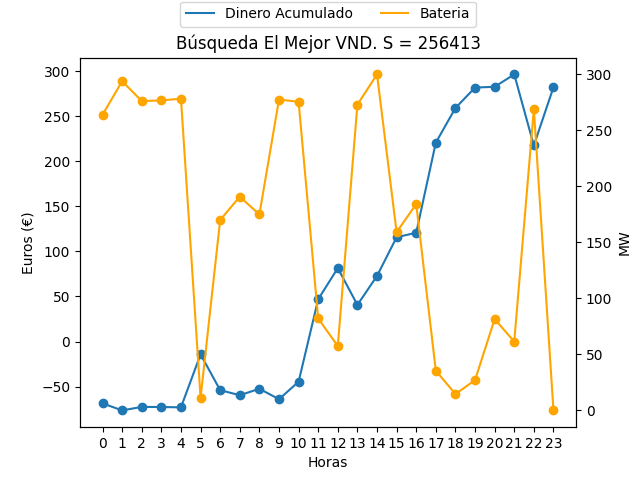 Dinero Acumulado Bateria
Búsqueda El Mejor VND. S = 256413
300
250
200
150
100
50
0
−50
Euros (€)
300
250
200
150
100
50
0
MW
0 1 2 3 4 5 6 7 8 9 10 11 12 13 14 15 16 17 18 19 20 21 22 23
Horas